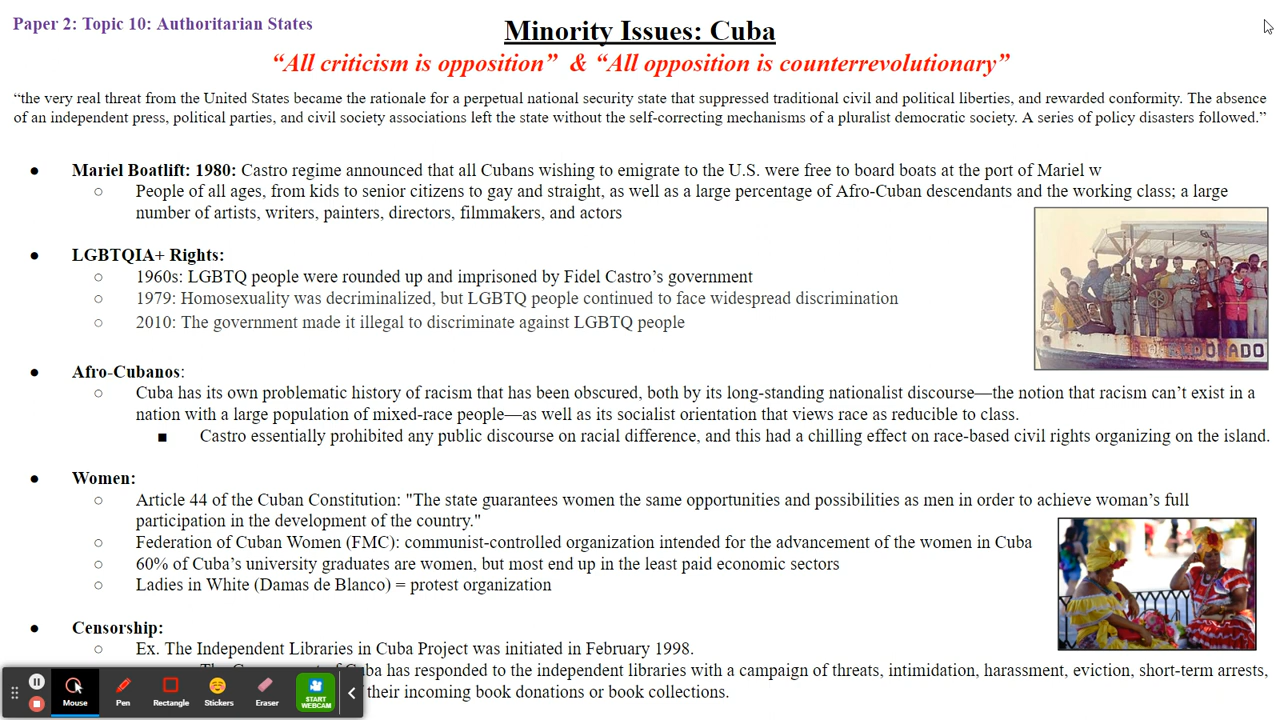 Paper 2: Topic 10: Authoritarian States
Minority Issues: Cuba
“All criticism is opposition” & “All opposition is counterrevolutionary”
“the very real threat from the United States became the rationale for a perpetual national security state that suppressed traditional civil and political liberties, and rewarded conformity. The absence
of an independent press, political parties, and civil society associations left the state without the self-correcting mechanisms of a pluralist democratic society. A series of policy disasters followed.”
● Mariel Boatlift: 1980: Castro regime announced that all Cubans wishing to emigrate to the U.S. were free to board boats at the port of Mariel w
○ People of all ages, from kids to senior citizens to gay and straight, as well as a large percentage of Afro-Cuban descendants and the working class; a large
number of artists, writers, painters, directors, filmmakers, and actors
● LGBTQIA+ Rights:
○ 1960s: LGBTQ people were rounded up and imprisoned by Fidel Castro’s government
○ 1979: Homosexuality was decriminalized, but LGBTQ people continued to face widespread discrimination
○ 2010: The government made it illegal to discriminate against LGBTQ people
● Afro-Cubanos:
○ Cuba has its own problematic history of racism that has been obscured, both by its long-standing nationalist discourse—the notion that racism can’t exist in a
nation with a large population of mixed-race people—as well as its socialist orientation that views race as reducible to class.
■ Castro essentially prohibited any public discourse on racial difference, and this had a chilling effect on race-based civil rights organizing on the island.
● Women:
○ Article 44 of the Cuban Constitution: "The state guarantees women the same opportunities and possibilities as men in order to achieve woman’s full
participation in the development of the country."
○ Federation of Cuban Women (FMC): communist-controlled organization intended for the advancement of the women in Cuba
○ 60% of Cuba’s university graduates are women, but most end up in the least paid economic sectors
○ Ladies in White (Damas de Blanco) = protest organization
● Censorship:
○ Ex. The Independent Libraries in Cuba Project was initiated in February 1998.
has responded to the independent libraries with a campaign of threats, intimidation, harassment, eviction, short-term arrests,
their incoming book donations or book collections.
Mouse
Pen
Rectangle
Stickers
Eraser
START
WEBCAM